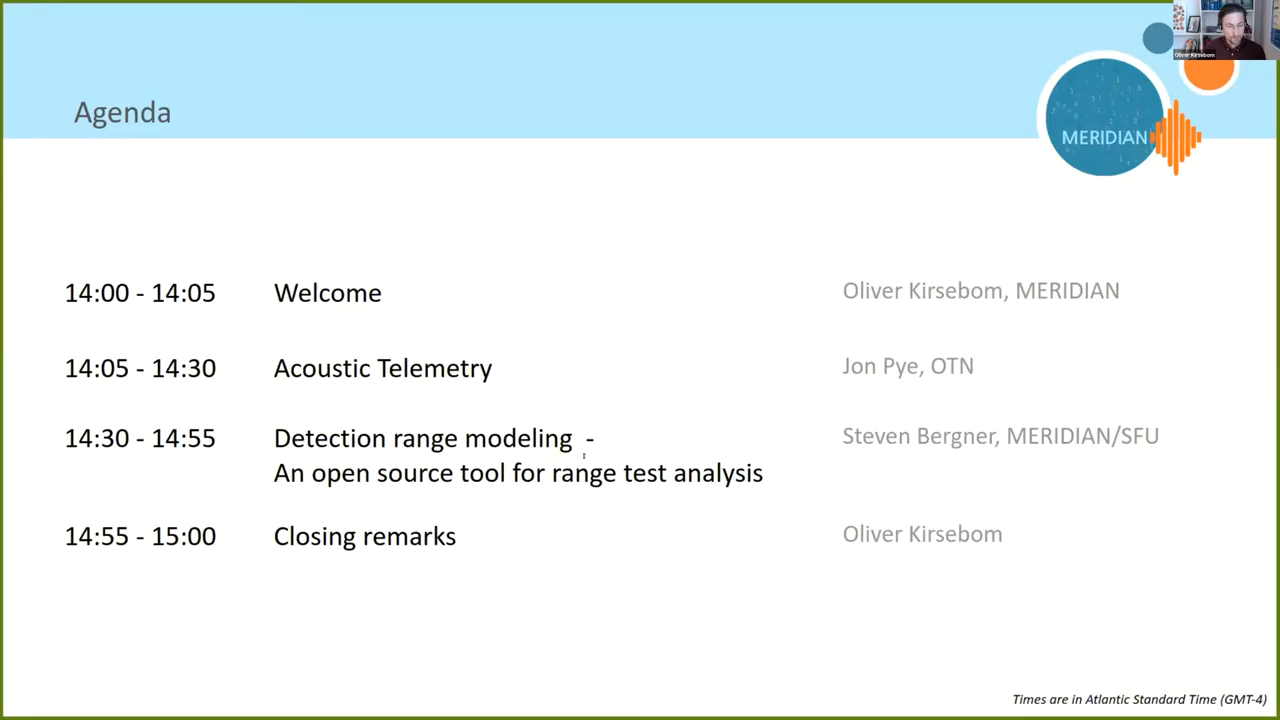 Oliver Kirsebom
Agenda
MERIDIAN
14:00 - 14:05 Welcome Oliver Kirsebom, MERIDIAN
14:05 - 14:30 Acoustic Telemetry Jon Pye, OTN
14:30 - 14:55 Detection range modeling - Steven Bergner, MERIDIAN/SFU
An open source tool for range test analysis
14:55 - 15:00 Closing remarks Oliver Kirsebom
Times are in Atlantic Standard Time (GMT-4)